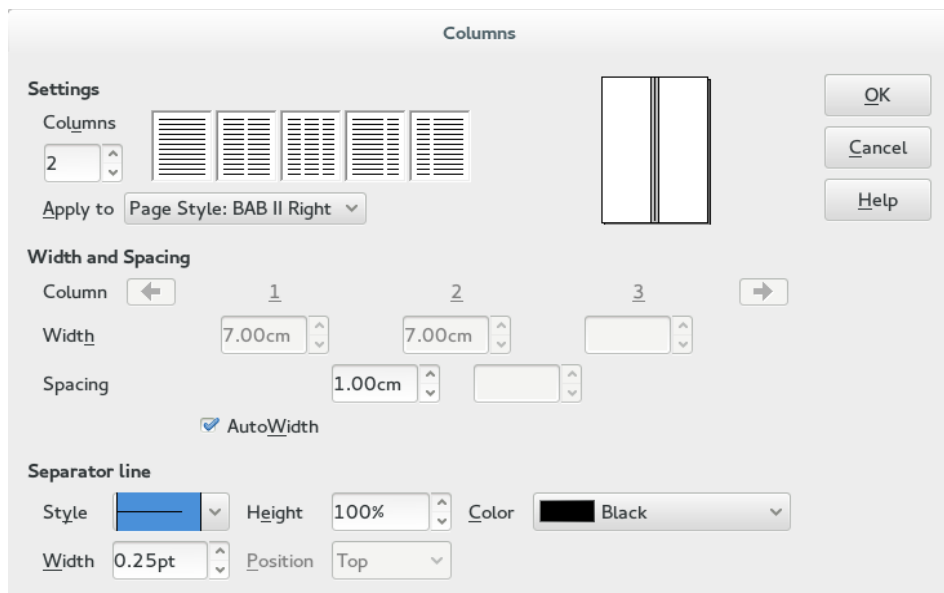 Columns
Settings
Columns
2
Apply to Page Style: BAB II Right
OK
Cancel
Help
Width and Spacing
Column 1 2 3
Width 7.00cm 7.00cm
Spacing 1.00cm
AutoWidth
Separator line
Style Height 100% Color Black
Width 0.25pt Position Top